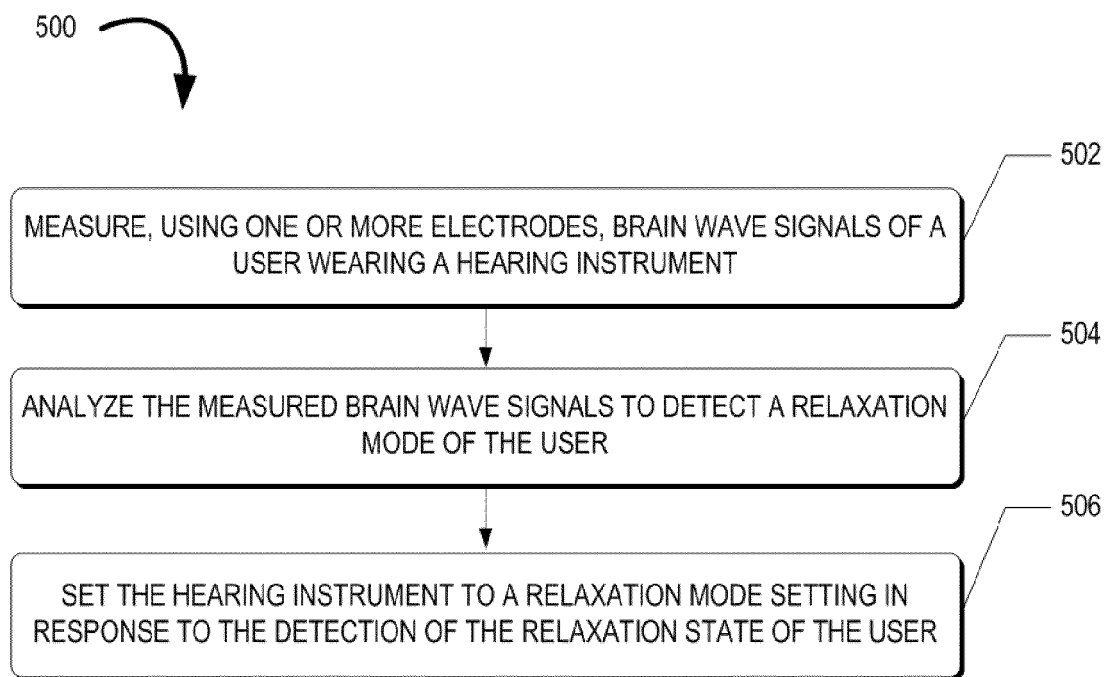 500
502
MEASURE, USING ONE OR MORE ELECTRODES, BRAIN WAVE SIGNALS OF A
USER WEARING A HEARING INSTRUMENT
504
ANALYZE THE MEASURED BRAIN WAVE SIGNALS TO DETECT A RELAXATION
MODE OF THE USER
506
SET THE HEARING INSTRUMENT TO A RELAXATION MODE SETTING IN
RESPONSE TO THE DETECTION OF THE RELAXATION STATE OF THE USER